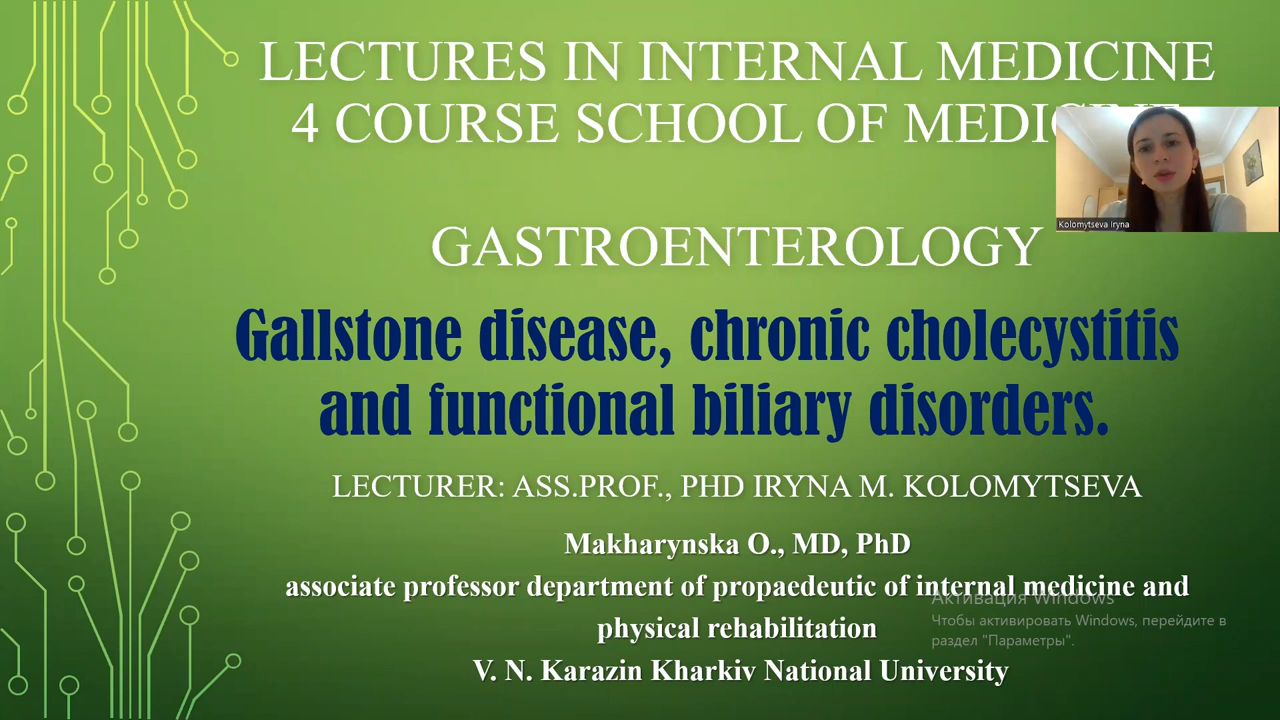 LECTURES IN INTERNAL MEDICINE
4 COURSE SCHOOL OF MEDICINE
Kolomytseva Iryna
GASTROENTEROLOGY
Gallstone disease, chronic cholecystitis
and functional biliary disorders.
LECTURER: ASS.PROF., PHD IRYNA M. KOLOMYTSEVA
Makharynska O., MD, PhD
associate professor department of propaedeutic of internal medicine and
physical rehabilitation
V. N. Karazin Kharkiv National University
Активация Windows
Чтобы активировать Windows, перейдите в
раздел "Параметры".